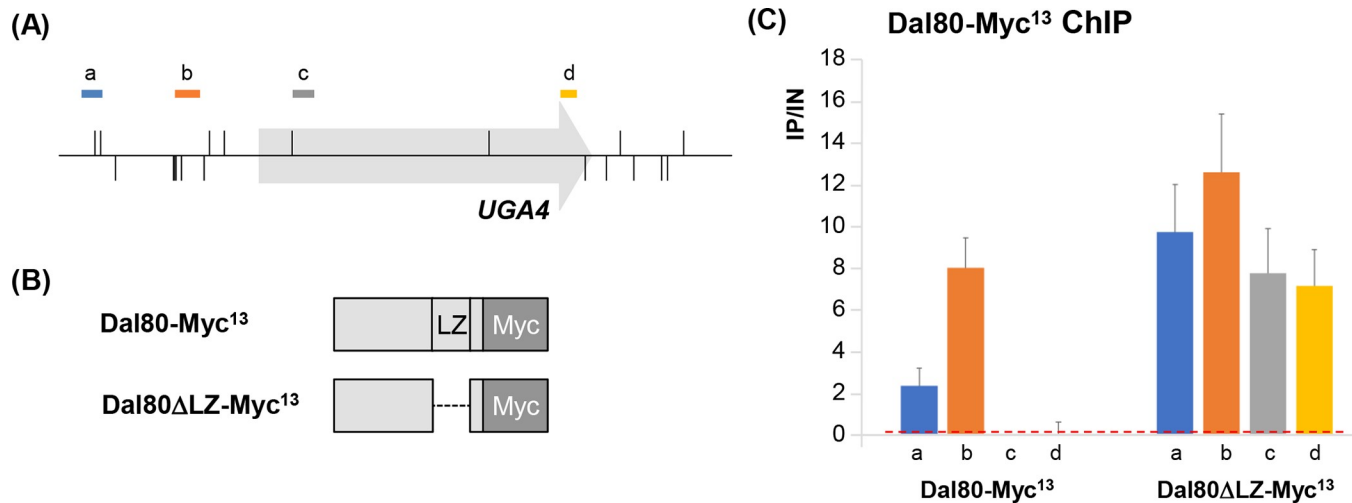 (A)
a b c d
UGA4
(B)
Dal80-Myc¹³
LZ Myc
Dal80ΔLZ-Myc¹³
Myc
(C)
Dal80-Myc¹³ ChIP
IP/IN
18
16
14
12
10
8
6
4
2
0
a b c d a b c d
Dal80-Myc¹³ Dal80ΔLZ-Myc¹³